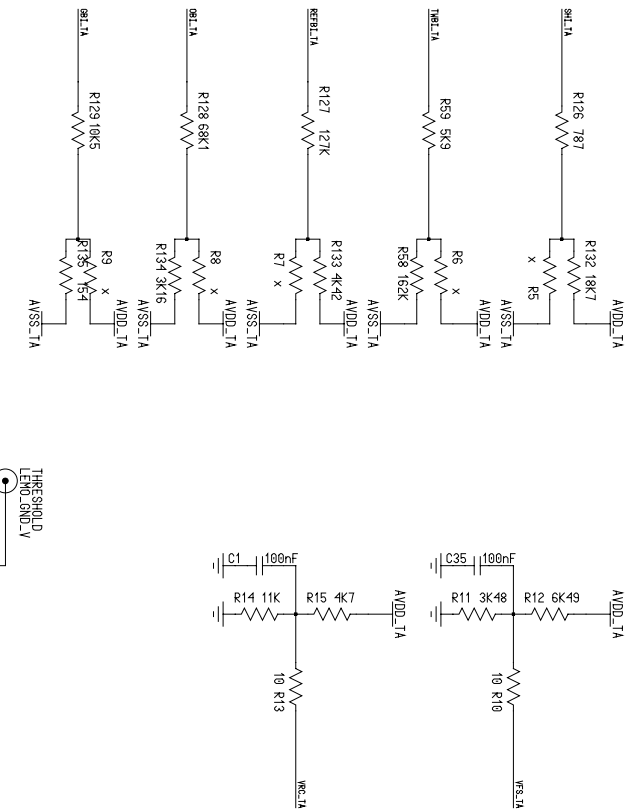 GBI_TA
R129 10K5
R9 x
R135 154
AVDD_TA
AVSS_TA
OBI_TA
R128 68K1
R8 x
R134 3K16
AVDD_TA
AVSS_TA
REFBI_TA
R127 127K
R133 4K42
R7 x
AVDD_TA
AVSS_TA
TWBI_TA
R59 5K9
R6 x
R58 162K
AVDD_TA
AVSS_TA
SHI_TA
R126 787
R132 18K7
x R5
AVDD_TA
AVSS_TA
THRESHOLD
LEMO_GND_V
C1 100nF
R14 11K
R15 4K7
AVDD_TA
10 R13
VRC_TA
C35 100nF
R11 3K48
R12 6K49
AVDD_TA
10 R10
VFS_TA